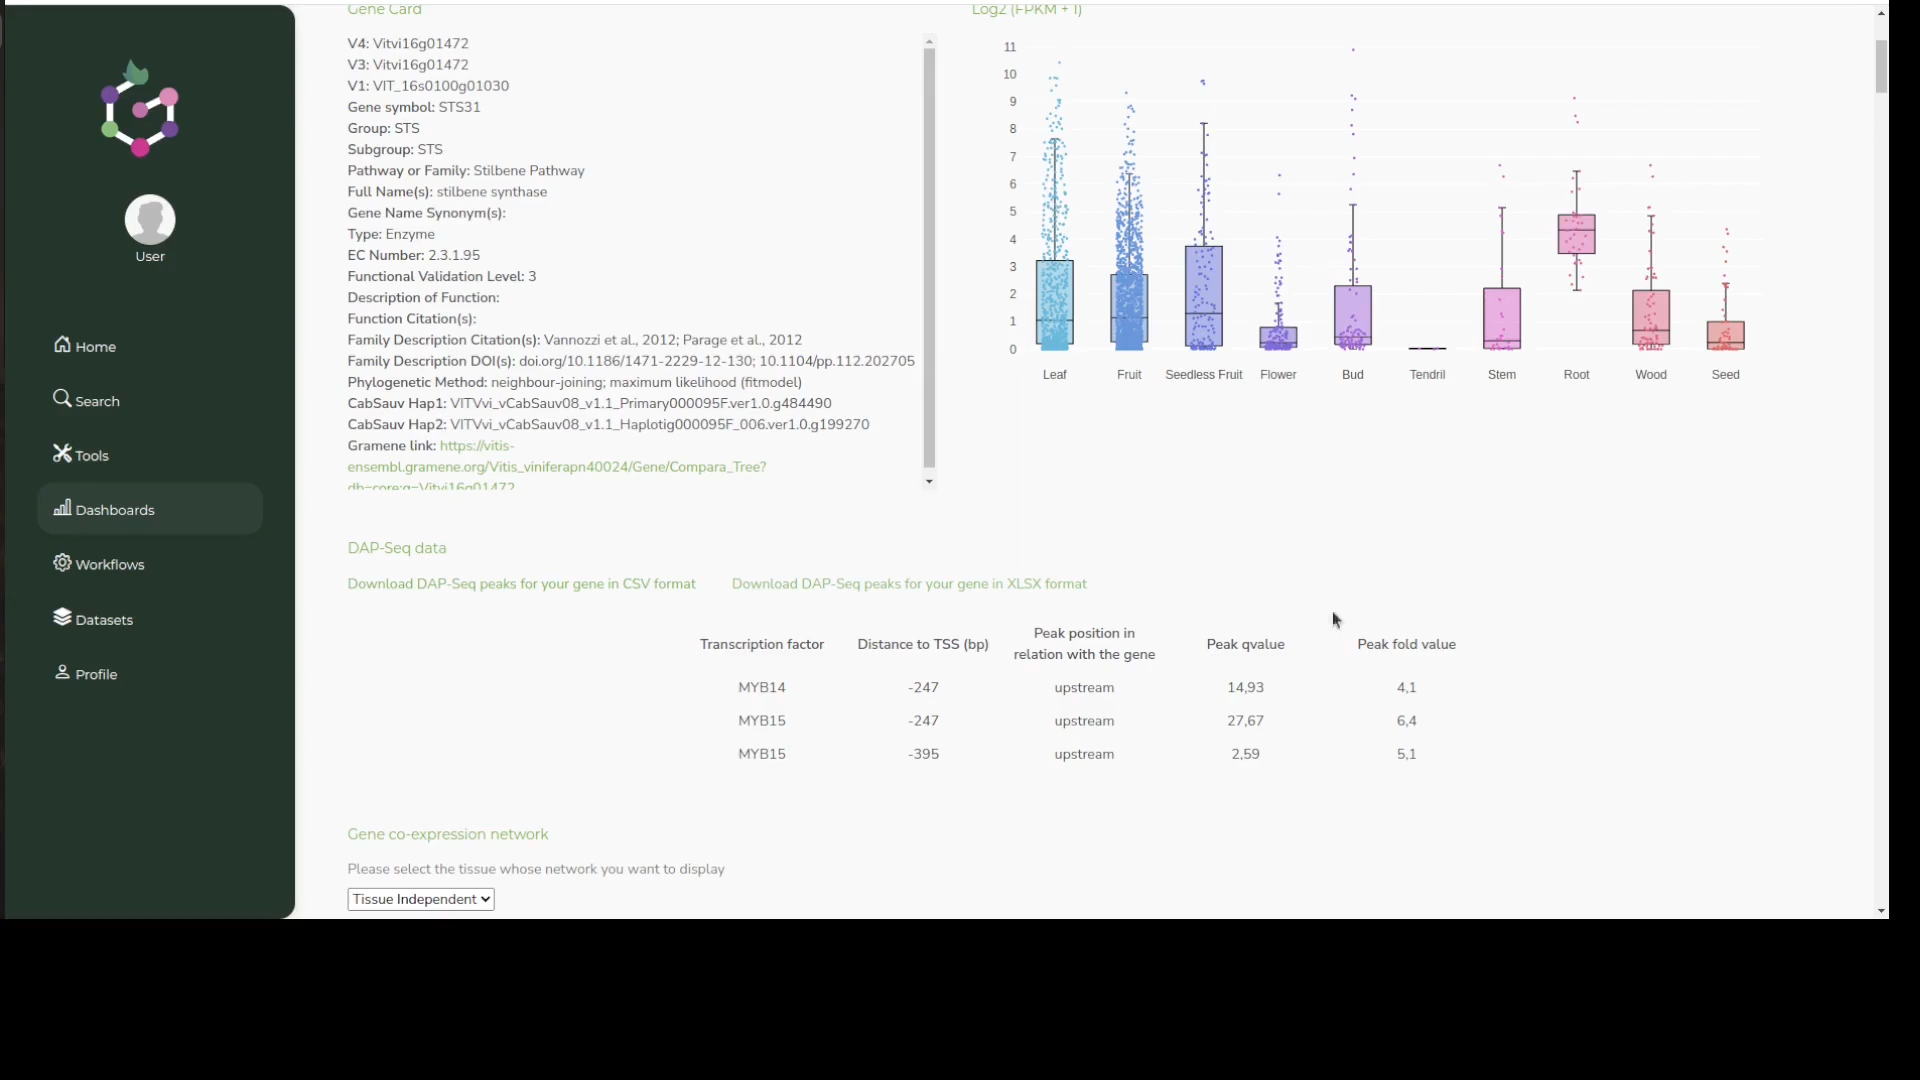 Gene Card
V4: Vitvi16g01472
V3: Vitvi16g01472
V1: VIT_16s0100g01030
Gene symbol: STS31
Group: STS
Subgroup: STS
Pathway or Family: Stilbene Pathway
Full Name(s): stilbene synthase
Gene Name Synonym(s):
Type: Enzyme
EC Number: 2.3.1.95
Functional Validation Level: 3
Description of Function:
Function Citation(s):
Family Description Citation(s): Vannozzi et al., 2012; Parage et al., 2012
Family Description DOI(s): doi.org/10.1186/1471-2229-12-130; 10.1104/pp.112.202705
Phylogenetic Method: neighbour-joining; maximum likelihood (fitmodel)
CabSauv Hap1: VITVvi_vCabSauv08_v1.1_Primary000095F.ver1.0.g484490
CabSauv Hap2: VITVvi_vCabSauv08_v1.1_Haplotig000095F_006.ver1.0.g199270
Gramene link: https://vitis-
ensembl.gramene.org/Vitis_viniferapn40024/Gene/Compara_Tree?
db=core;g=Vitvi16g01472
Log2 (FPKM + 1)
11
10
9
8
7
6
5
4
3
2
1
0
Leaf Fruit Seedless Fruit Flower Bud Tendril Stem Root Wood Seed
User
Home
Search
Tools
Dashboards
Workflows
Datasets
Profile
DAP-Seq data
Download DAP-Seq peaks for your gene in CSV format Download DAP-Seq peaks for your gene in XLSX format
Transcription factor Distance to TSS (bp) Peak position in relation with the gene Peak qvalue Peak fold value
MYB14 -247 upstream 14,93 4,1
MYB15 -247 upstream 27,67 6,4
MYB15 -395 upstream 2,59 5,1
Gene co-expression network
Please select the tissue whose network you want to display
Tissue Independent